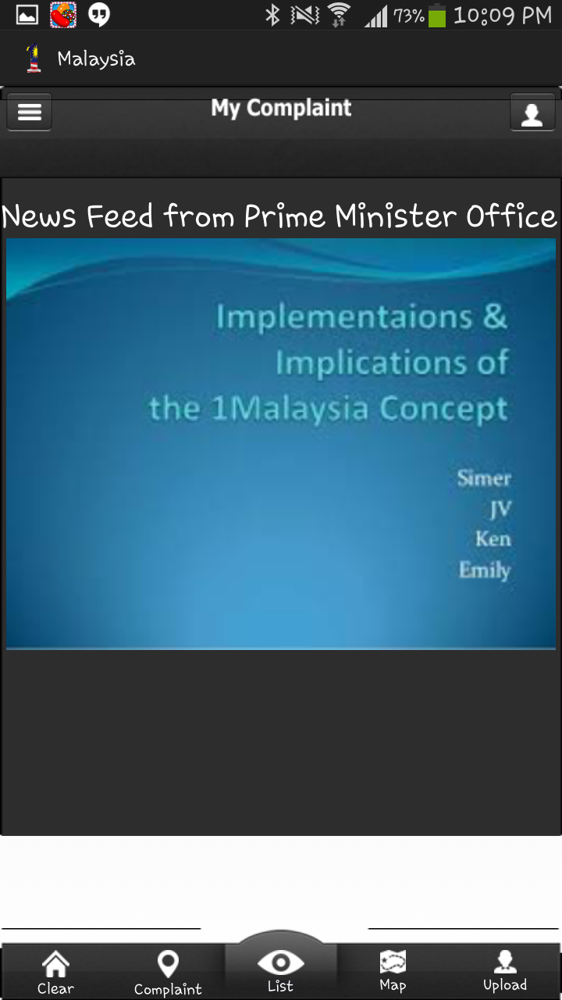 73% 10:09 PM
Malaysia
My Complaint
News Feed from Prime Minister Office
Implementaions &
Implications of
the 1Malaysia Concept
Simer
JV
Ken
Emily
Clear Complaint List Map Upload